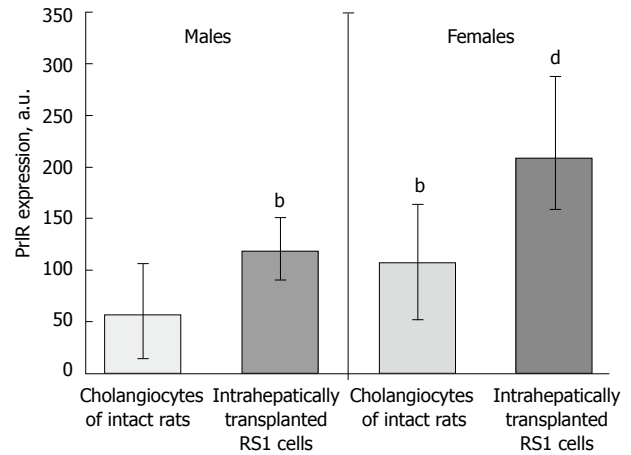 PrlR expression, a.u.
350
300
250
200
150
100
50
0
Males
Females
b
b
d
Cholangiocytes
of intact rats
Intrahepatically
transplanted
RS1 cells
Cholangiocytes
of intact rats
Intrahepatically
transplanted
RS1 cells